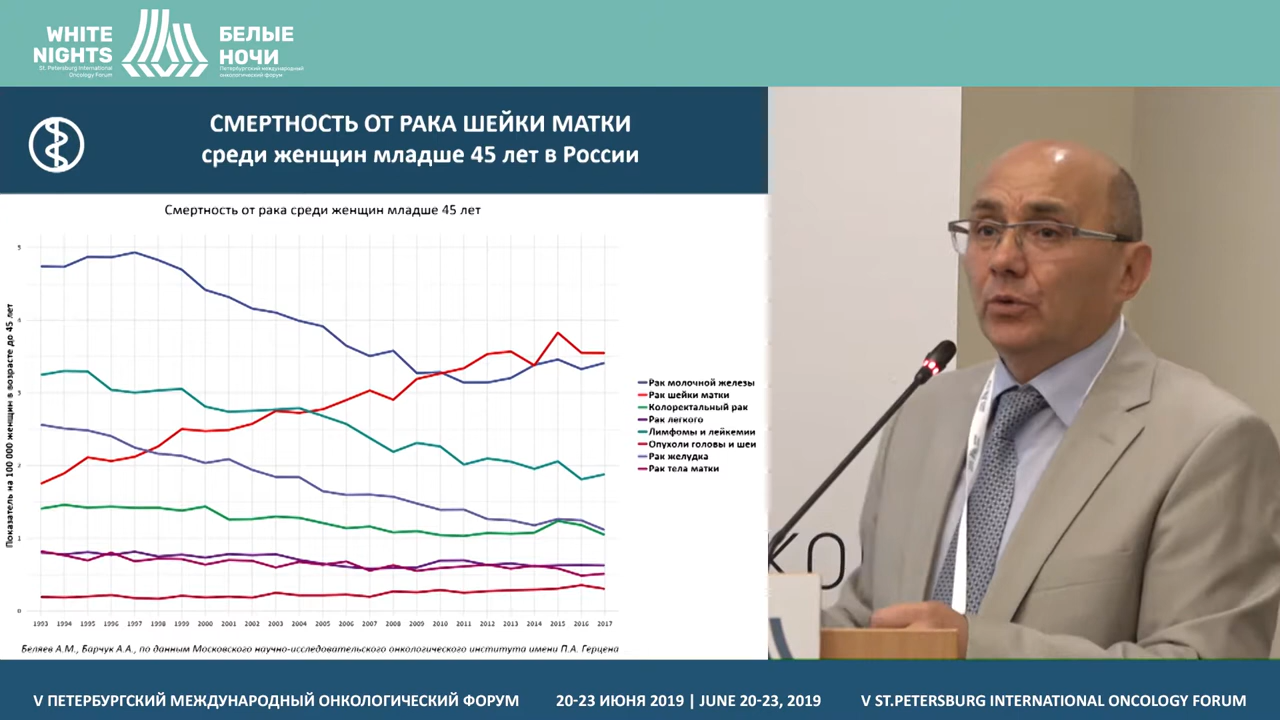 WHITE
NIGHTS
St. Petersburg International
Oncology Forum
БЕЛЫЕ
НОЧИ
Петербургский международный
онкологический форум
СМЕРТНОСТЬ ОТ РАКА ШЕЙКИ МАТКИ
среди женщин младше 45 лет в России
Смертность от рака среди женщин младше 45 лет
Показатель на 100 000 женщин в возрасте до 45 лет
5
4
3
2
1
0
1993 1994 1995 1996 1997 1998 1999 2000 2001 2002 2003 2004 2005 2006 2007 2008 2009 2010 2011 2012 2013 2014 2015 2016 2017
Рак молочной железы
Рак шейки матки
Колоректальный рак
Рак легкого
Лимфомы и лейкемии
Опухоли головы и шеи
Рак желудка
Рак тела матки
Беляев А.М., Барчук А.А., по данным Московского научно-исследовательского онкологического института имени П.А. Герцена
V ПЕТЕРБУРГСКИЙ МЕЖДУНАРОДНЫЙ ОНКОЛОГИЧЕСКИЙ ФОРУМ
20-23 ИЮНЯ 2019 | JUNE 20-23, 2019
V ST.PETERSBURG INTERNATIONAL ONCOLOGY FORUM